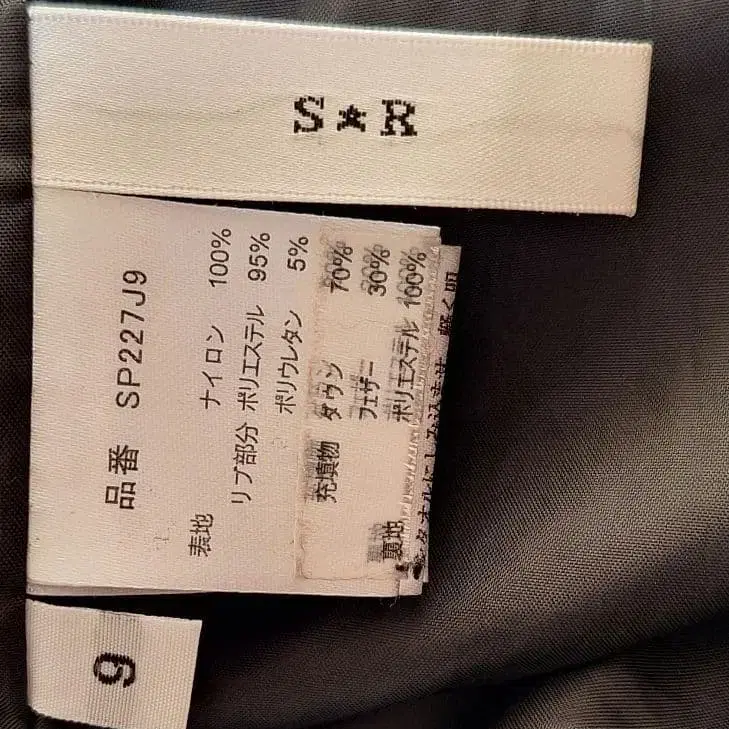 S★R
品番 SP227J9
表地 ナイロン 100%
リブ部分 ポリエステル 95%
ポリウレタン 5%
充填物 ダウン 70%
フェザー 30%
裏地 ポリエステル 100%
9